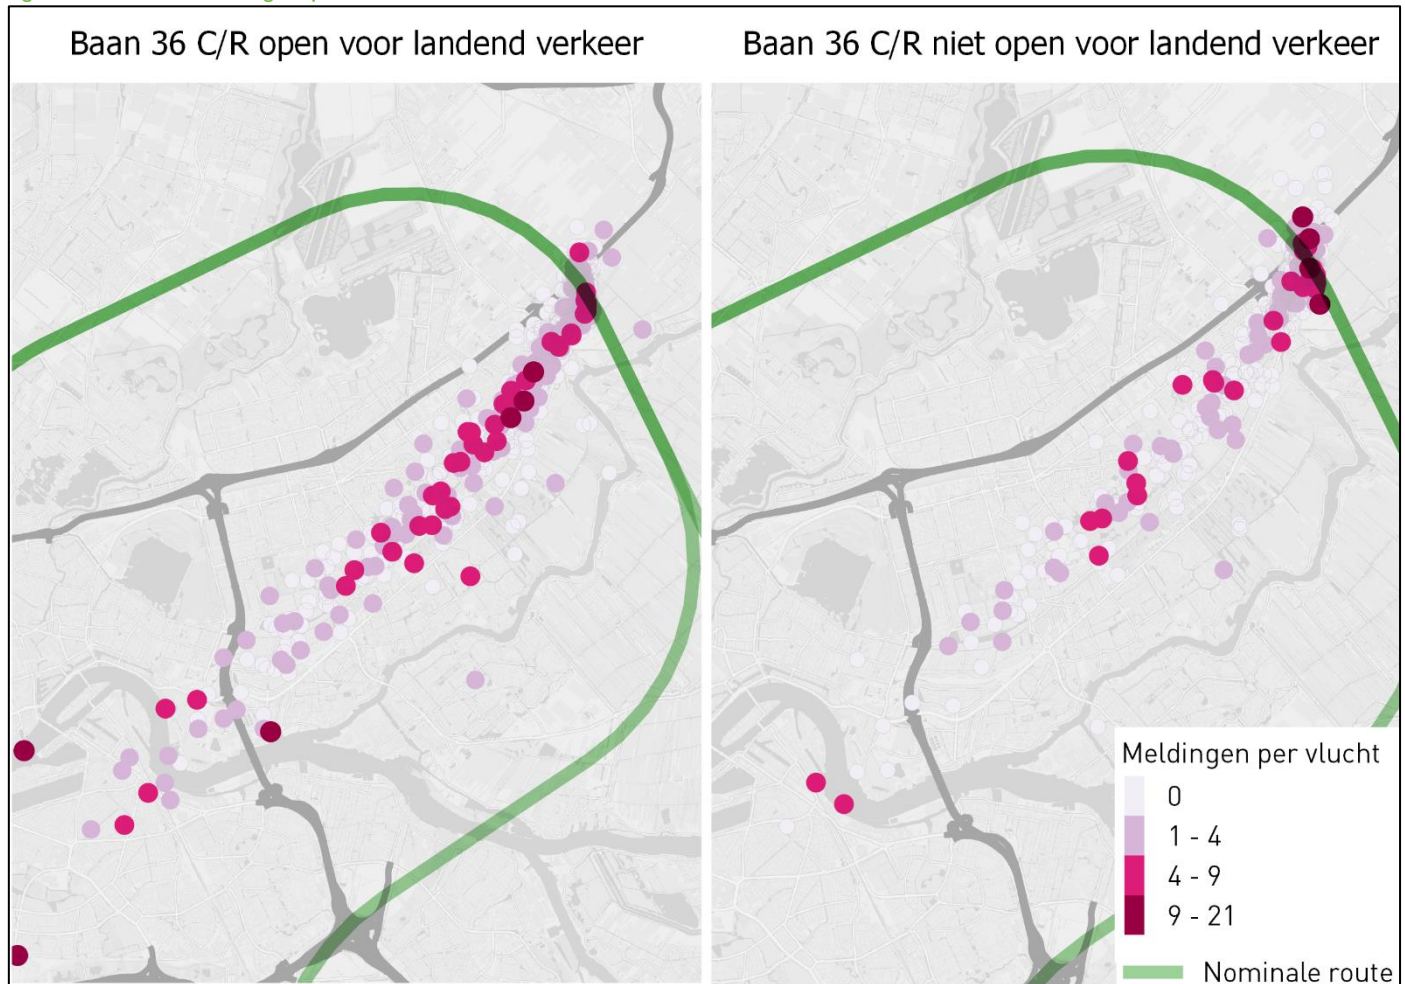 Baan 36 C/R open voor landend verkeer
Baan 36 C/R niet open voor landend verkeer
Meldingen per vlucht
0
1 - 4
4 - 9
9 - 21
Nominale route